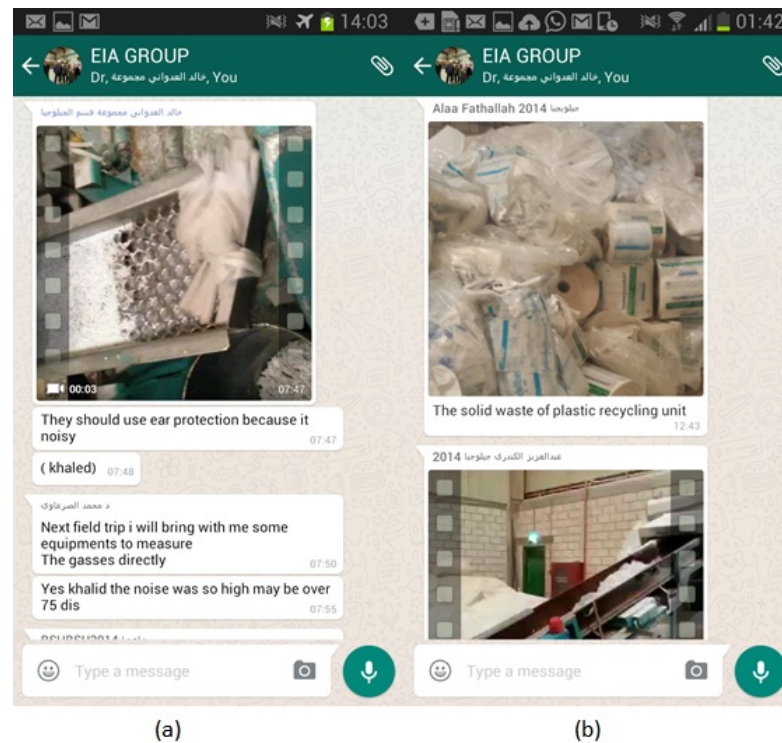 14:03
EIA GROUP
Dr, خالد العدواني مجموعة, You
خالد العدواني مجموعة قسم الجيلوجيا
00:03
07:47
They should use ear protection because it
noisy
07:47
( khaled)
07:48
د محمد الصرعاوي
Next field trip i will bring with me some
equipments to measure
The gasses directly
07:50
Yes khalid the noise was so high may be over
75 dis
07:55
Type a message
(a)
01:42
EIA GROUP
Dr, خالد العدواني مجموعة, You
Alaa Fathallah 2014 جيلوجيا
The solid waste of plastic recycling unit
12:43
عبدالعزيز الكندري جيلوجيا 2014
Type a message
(b)